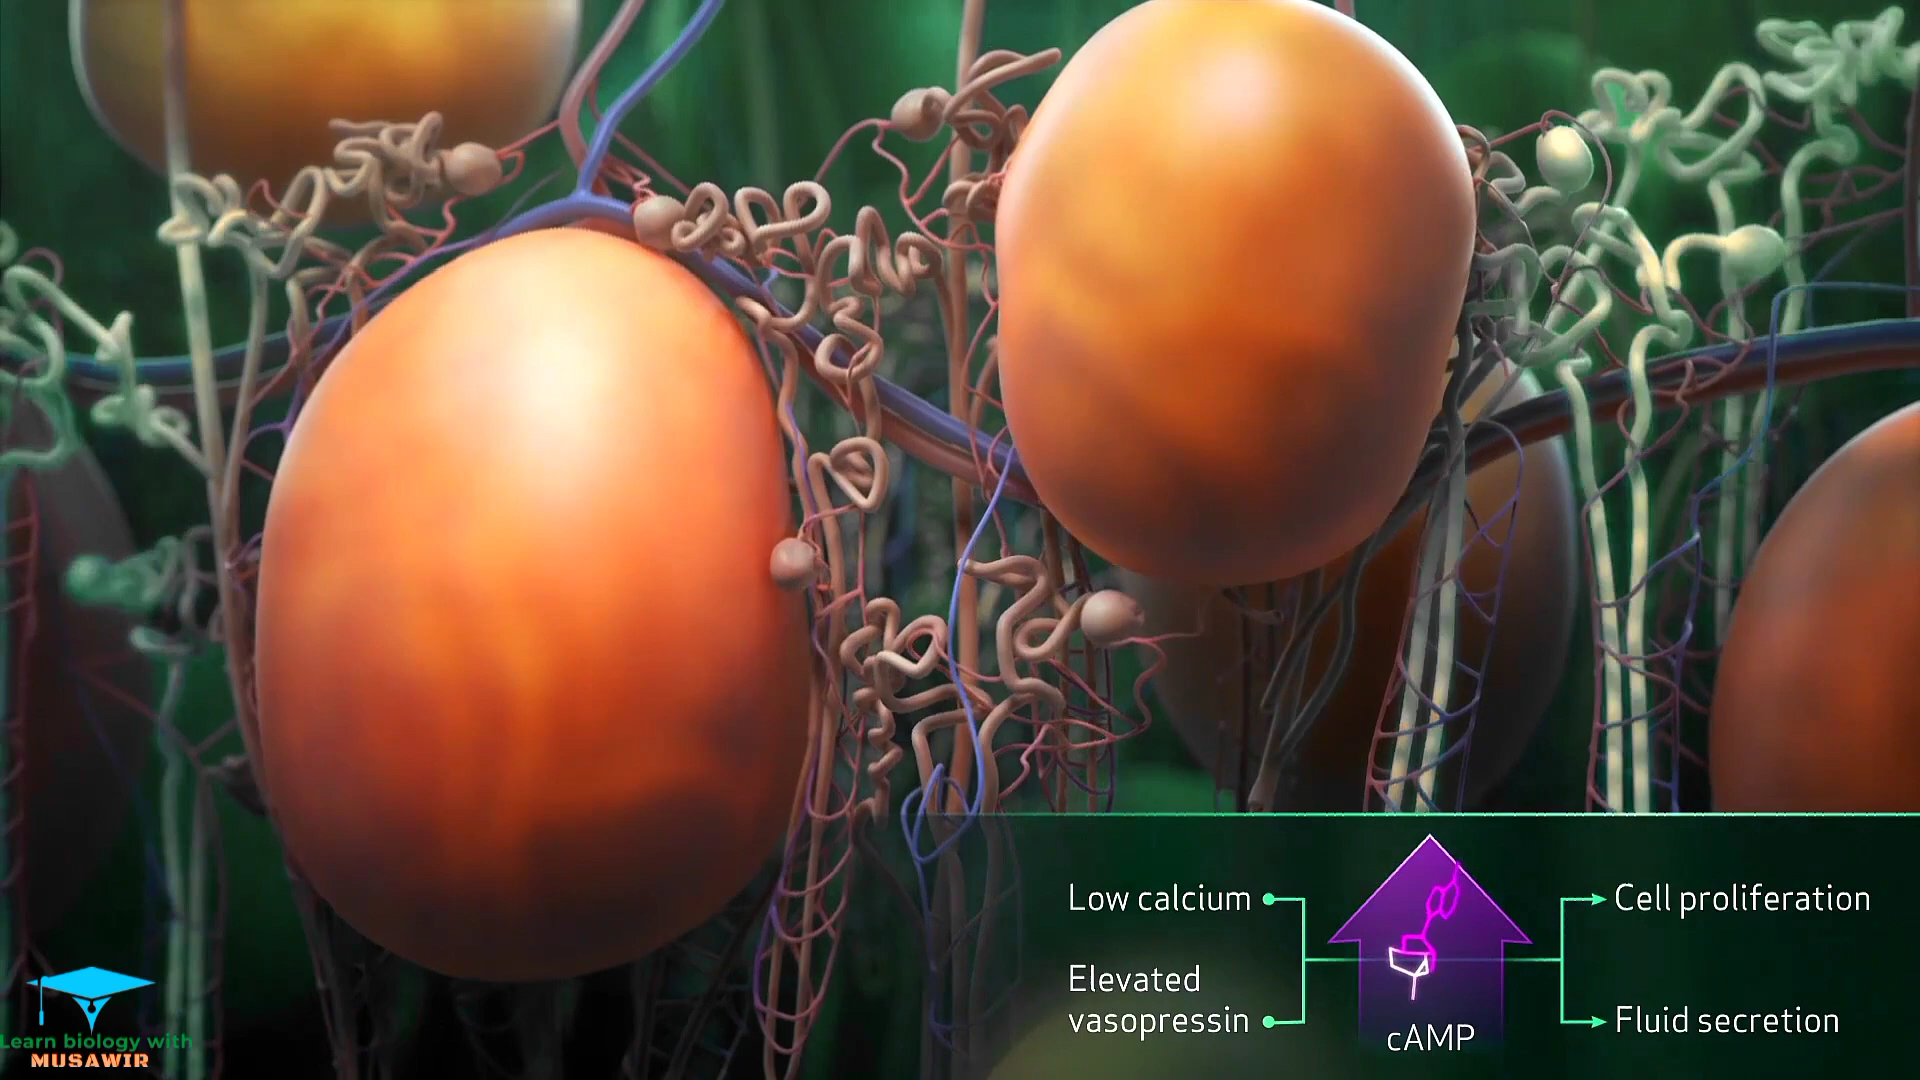 Low calcium
Elevated
vasopressin
cAMP
Cell proliferation
Fluid secretion
Learn biology with
MUSAWIR